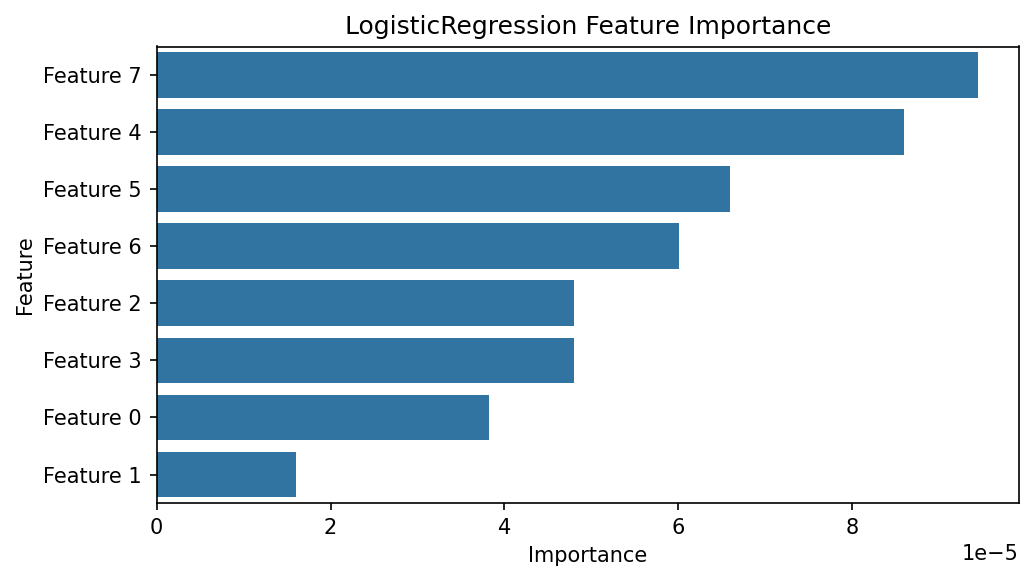 LogisticRegression Feature Importance
Feature 7
Feature 4
Feature 5
Feature 6
Feature 2
Feature 3
Feature 0
Feature 1
Feature
0 2 4 6 8
1e−5
Importance